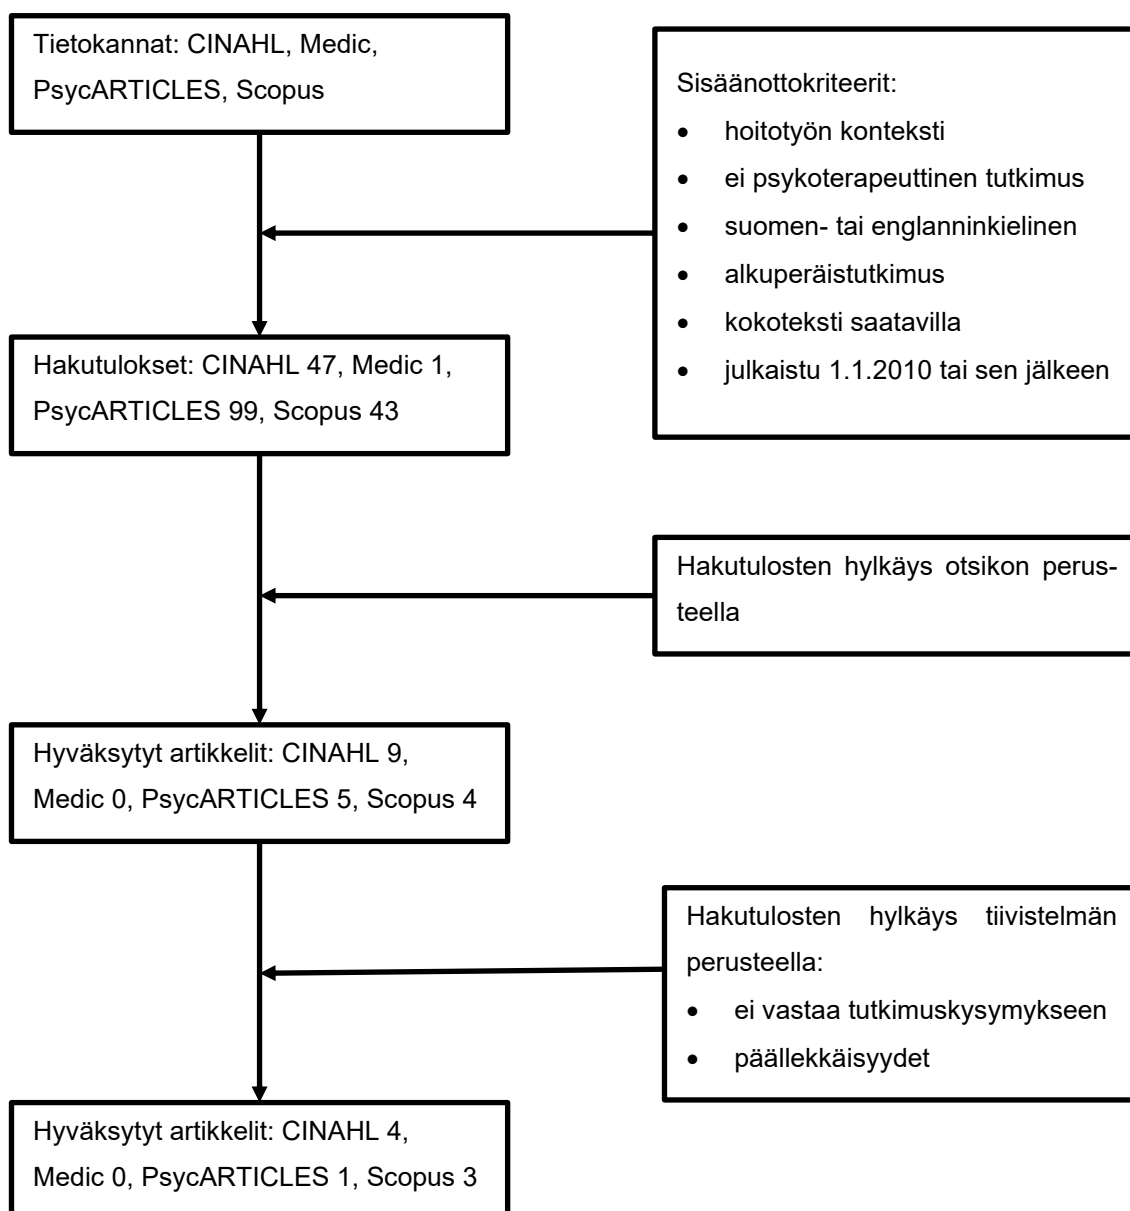 Tietokannat: CINAHL, Medic,
PsycARTICLES, Scopus
Sisäänottokriteerit:
• hoitotyön konteksti
• ei psykoterapeuttinen tutkimus
• suomen- tai englanninkielinen
• alkuperäistutkimus
• kokoteksti saatavilla
• julkaistu 1.1.2010 tai sen jälkeen
Hakutulokset: CINAHL 47, Medic 1,
PsycARTICLES 99, Scopus 43
Hakutulosten hylkäys otsikon perus-
teella
Hyväksytyt artikkelit: CINAHL 9,
Medic 0, PsycARTICLES 5, Scopus 4
Hakutulosten hylkäys tiivistelmän
perusteella:
• ei vastaa tutkimuskysymykseen
• päällekkäisyydet
Hyväksytyt artikkelit: CINAHL 4,
Medic 0, PsycARTICLES 1, Scopus 3